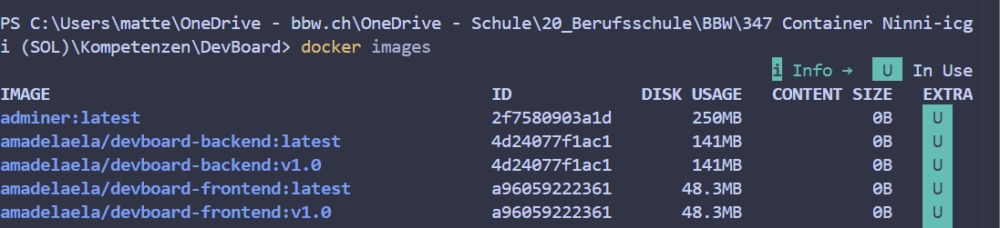 PS C:\Users\matte\OneDrive - bbw.ch\OneDrive - Schule\20_Berufsschule\BBW\347 Container Ninni-icg
i (SOL)\Kompetenzen\DevBoard> docker images
i Info → U In Use
IMAGE ID DISK USAGE CONTENT SIZE EXTRA
adminer:latest 2f7580903a1d 250MB 0B U
amadelaela/devboard-backend:latest 4d24077f1ac1 141MB 0B U
amadelaela/devboard-backend:v1.0 4d24077f1ac1 141MB 0B U
amadelaela/devboard-frontend:latest a96059222361 48.3MB 0B U
amadelaela/devboard-frontend:v1.0 a96059222361 48.3MB 0B U